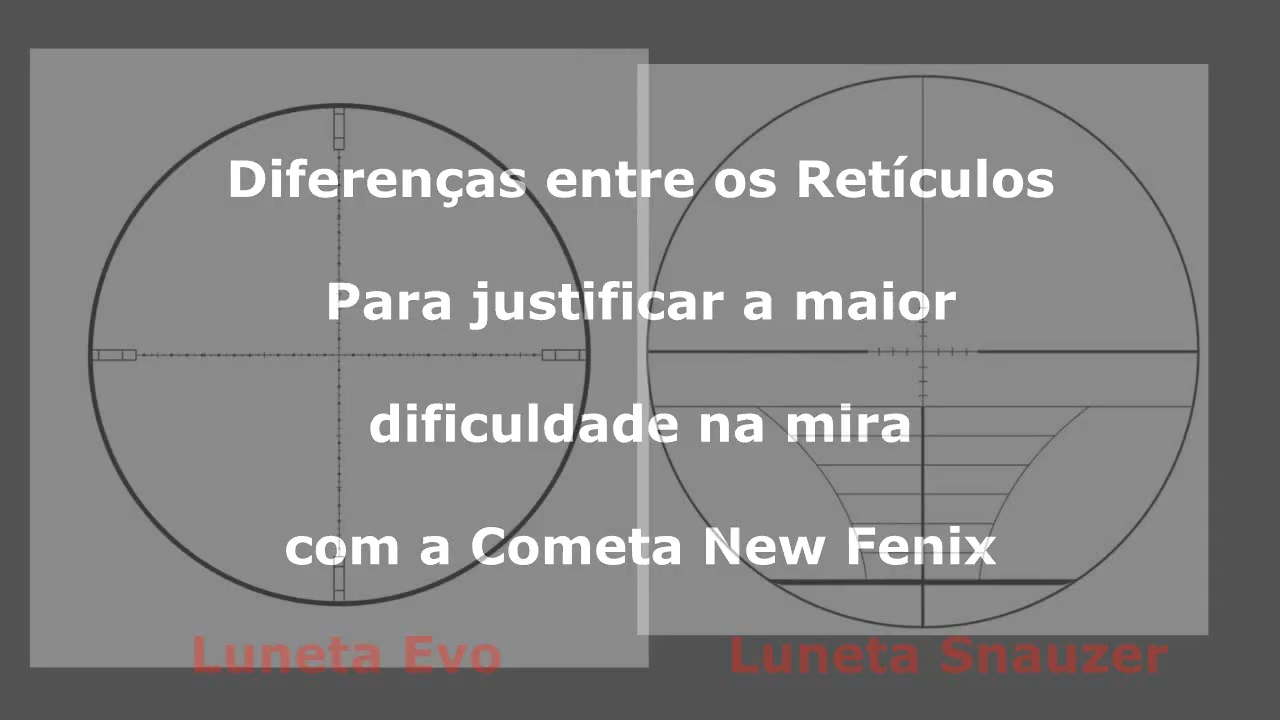 Diferenças entre os Retículos
Para justificar a maior
dificuldade na mira
com a Cometa New Fenix
Luneta Evo
Luneta Snauzer